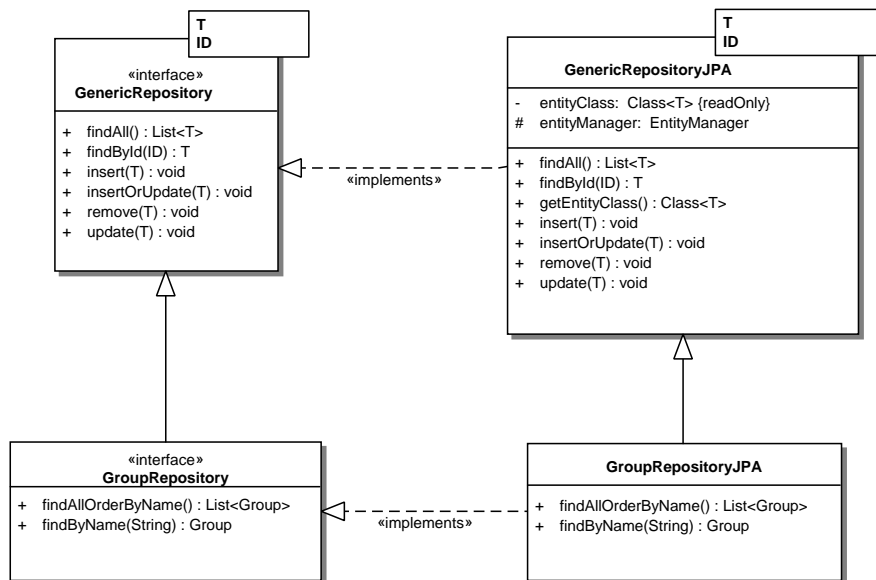 T
ID
«interface»
GenericRepository
+ findAll() : List<T>
+ findById(ID) : T
+ insert(T) : void
+ insertOrUpdate(T) : void
+ remove(T) : void
+ update(T) : void
«implements»
T
ID
GenericRepositoryJPA
- entityClass: Class<T> {readOnly}
# entityManager: EntityManager
+ findAll() : List<T>
+ findById(ID) : T
+ getEntityClass() : Class<T>
+ insert(T) : void
+ insertOrUpdate(T) : void
+ remove(T) : void
+ update(T) : void
«interface»
GroupRepository
+ findAllOrderByName() : List<Group>
+ findByName(String) : Group
«implements»
GroupRepositoryJPA
+ findAllOrderByName() : List<Group>
+ findByName(String) : Group